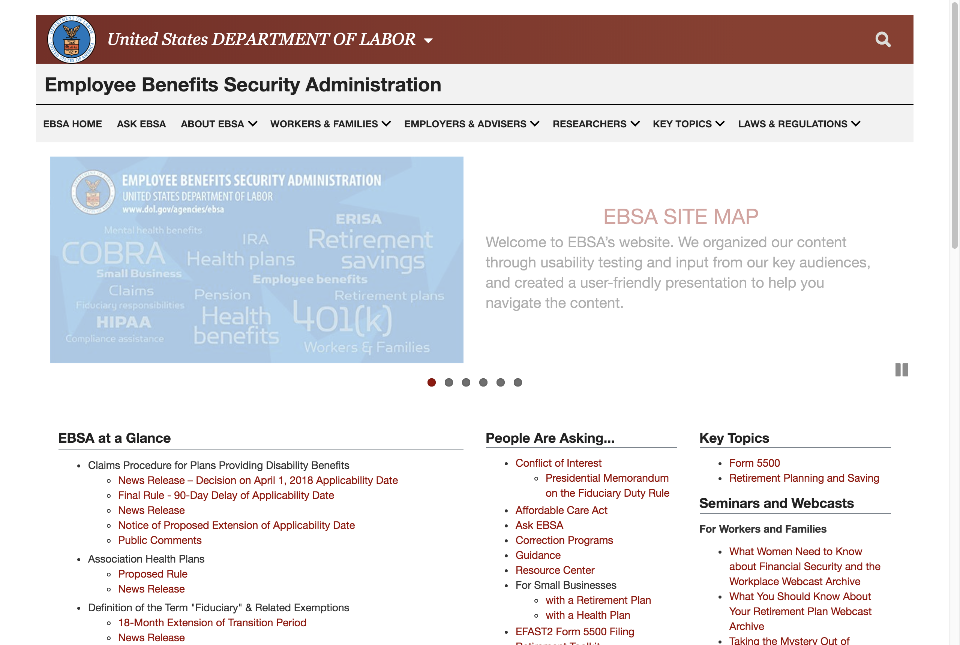 United States DEPARTMENT OF LABOR
Employee Benefits Security Administration
EBSA HOME ASK EBSA ABOUT EBSA WORKERS & FAMILIES EMPLOYERS & ADVISERS RESEARCHERS KEY TOPICS LAWS & REGULATIONS
EMPLOYEE BENEFITS SECURITY ADMINISTRATION
UNITED STATES DEPARTMENT OF LABOR
www.dol.gov/agencies/ebsa
ERISA
Mental health benefits
IRA
Retirement
COBRA
Health plans
savings
Small Business
Employee benefits
Claims
Pension
Retirement plans
Fiduciary responsibilities
Health
401(k)
HIPAA
benefits
Compliance assistance
Workers & Families
EBSA SITE MAP
Welcome to EBSA's website. We organized our content
through usability testing and input from our key audiences,
and created a user-friendly presentation to help you
navigate the content.
EBSA at a Glance
Claims Procedure for Plans Providing Disability Benefits
News Release – Decision on April 1, 2018 Applicability Date
Final Rule - 90-Day Delay of Applicability Date
News Release
Notice of Proposed Extension of Applicability Date
Public Comments
Association Health Plans
Proposed Rule
News Release
Definition of the Term "Fiduciary" & Related Exemptions
18-Month Extension of Transition Period
News Release
People Are Asking...
Conflict of Interest
Presidential Memorandum
on the Fiduciary Duty Rule
Affordable Care Act
Ask EBSA
Correction Programs
Guidance
Resource Center
For Small Businesses
with a Retirement Plan
with a Health Plan
EFAST2 Form 5500 Filing
Key Topics
Form 5500
Retirement Planning and Saving
Seminars and Webcasts
For Workers and Families
What Women Need to Know
about Financial Security and the
Workplace Webcast Archive
What You Should Know About
Your Retirement Plan Webcast
Archive
Taking the Mystery Out of